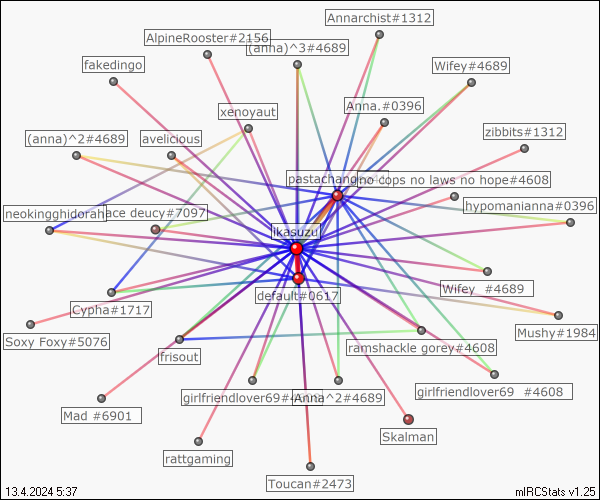 Annarchist#1312
AlpineRooster#2156
(anna)^3#4689
fakedingo
Wifey#4689
xenoyaut
Anna.#0396
zibbits#1312
(anna)^2#4689
avelicious
no cops no laws no hope#4608
neokingghidorah
ace deucy#7097
hypomanianna#0396
ikasuzu
Wifey_ #4689
default#0617
Cypha#1717
Mushy#1984
Soxy Foxy#5076
ramshackle gorey#4608
frisout
girlfriendlover69
Anna^2#4689
girlfriendlover69_ #4608
Mad #6901
Skalman
rattgaming
Toucan#2473
13.4.2024 5:37
mIRCStats v1.25